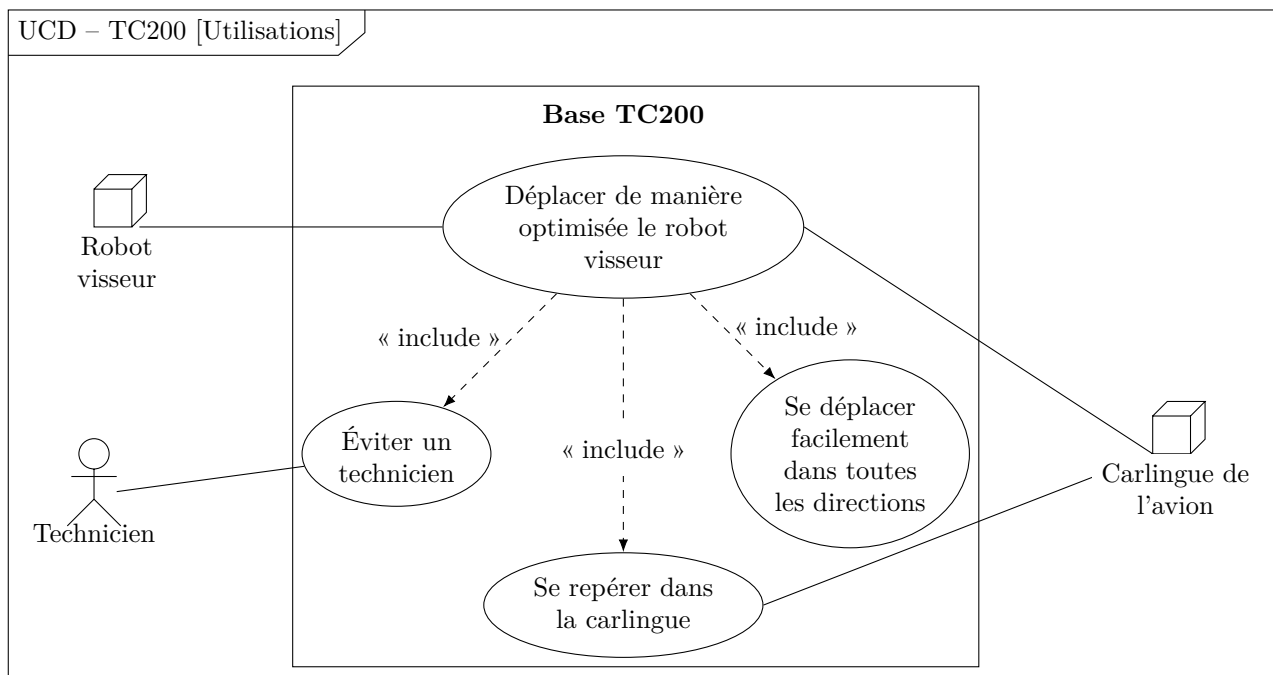 UCD – TC200 [Utilisations]
Base TC200
Déplacer de manière
optimisée le robot
visseur
Robot
visseur
« include »
« include »
« include »
Éviter un
technicien
Se déplacer
facilement
dans toutes
les directions
Technicien
Carlingue de
l'avion
Se repérer dans
la carlingue